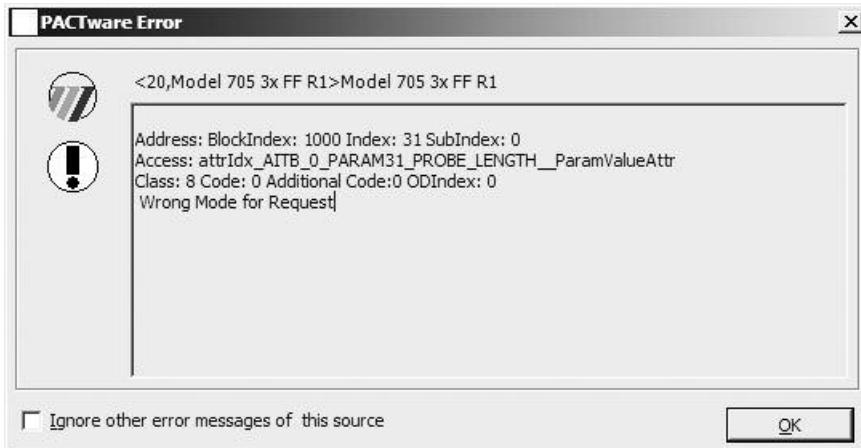 PACTware Error
<20,Model 705 3x FF R1>Model 705 3x FF R1
Address: BlockIndex: 1000 Index: 31 SubIndex: 0
Access: attrIdx_AITB_0_PARAM31_PROBE_LENGTH__ParamValueAttr
Class: 8 Code: 0 Additional Code:0 ODIndex: 0
Wrong Mode for Request
Ignore other error messages of this source
OK